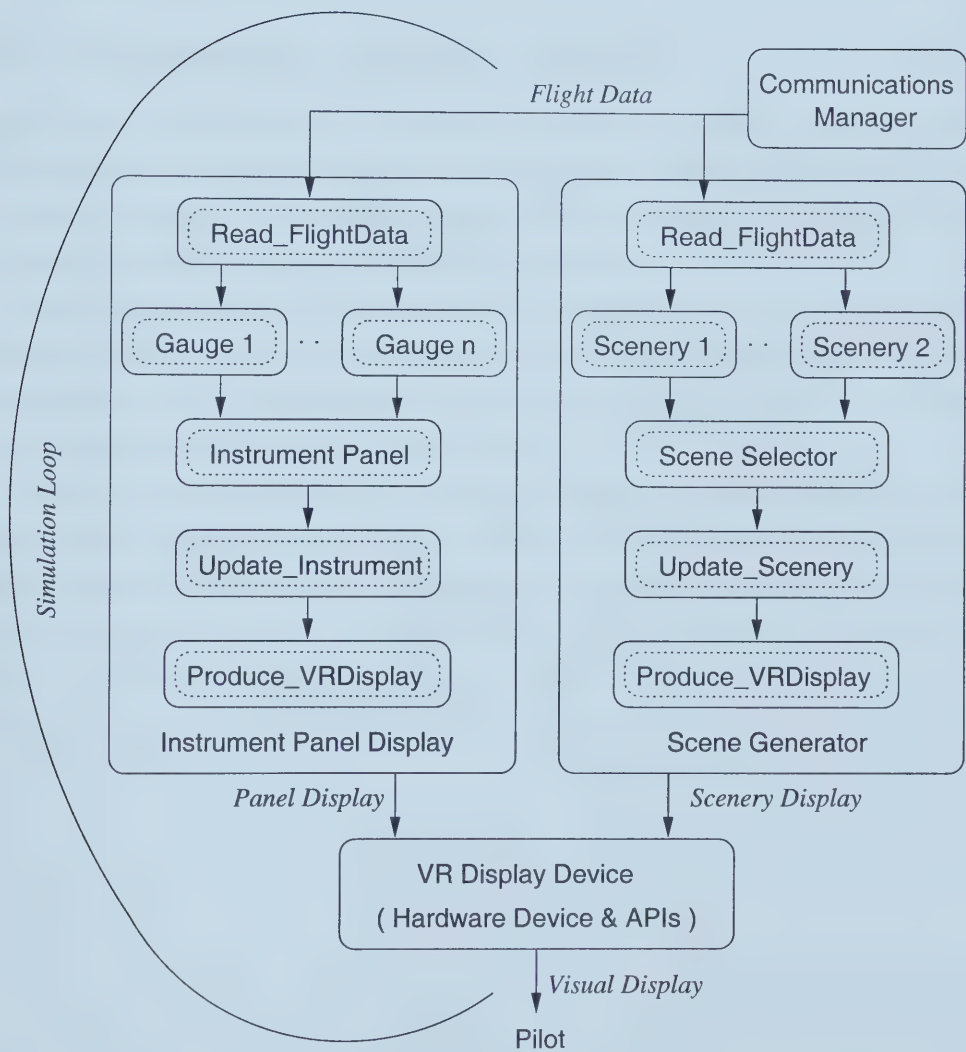 Communications
Manager
Flight Data
Simulation Loop
Read_FlightData
Gauge 1 . . Gauge n
Instrument Panel
Update_Instrument
Produce_VRDisplay
Instrument Panel Display
Read_FlightData
Scenery 1 . . Scenery 2
Scene Selector
Update_Scenery
Produce_VRDisplay
Scene Generator
Panel Display
Scenery Display
VR Display Device
( Hardware Device & APIs )
Visual Display
Pilot